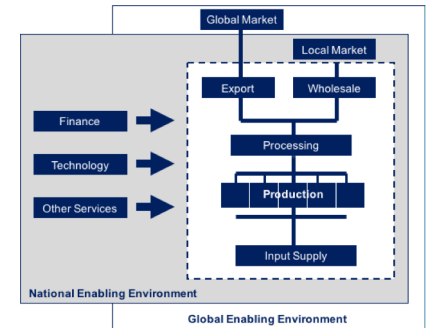 Global Market
Local Market
Export
Wholesale
Finance
Processing
Technology
Production
Other Services
Input Supply
National Enabling Environment
Global Enabling Environment